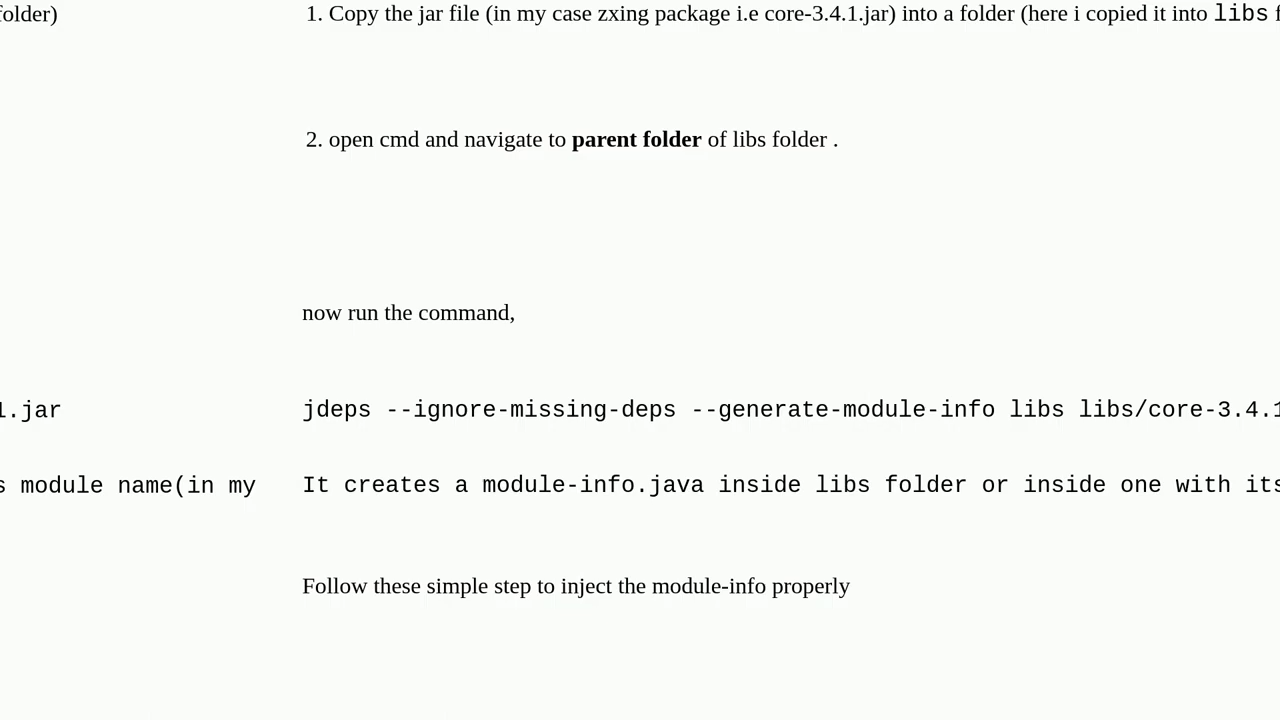 folder)
1. Copy the jar file (in my case zxing package i.e core-3.4.1.jar) into a folder (here i copied it into libs f
2. open cmd and navigate to parent folder of libs folder .
now run the command,
1.jar
jdeps --ignore-missing-deps --generate-module-info libs libs/core-3.4.1
s module name(in my
It creates a module-info.java inside libs folder or inside one with its
Follow these simple step to inject the module-info properly